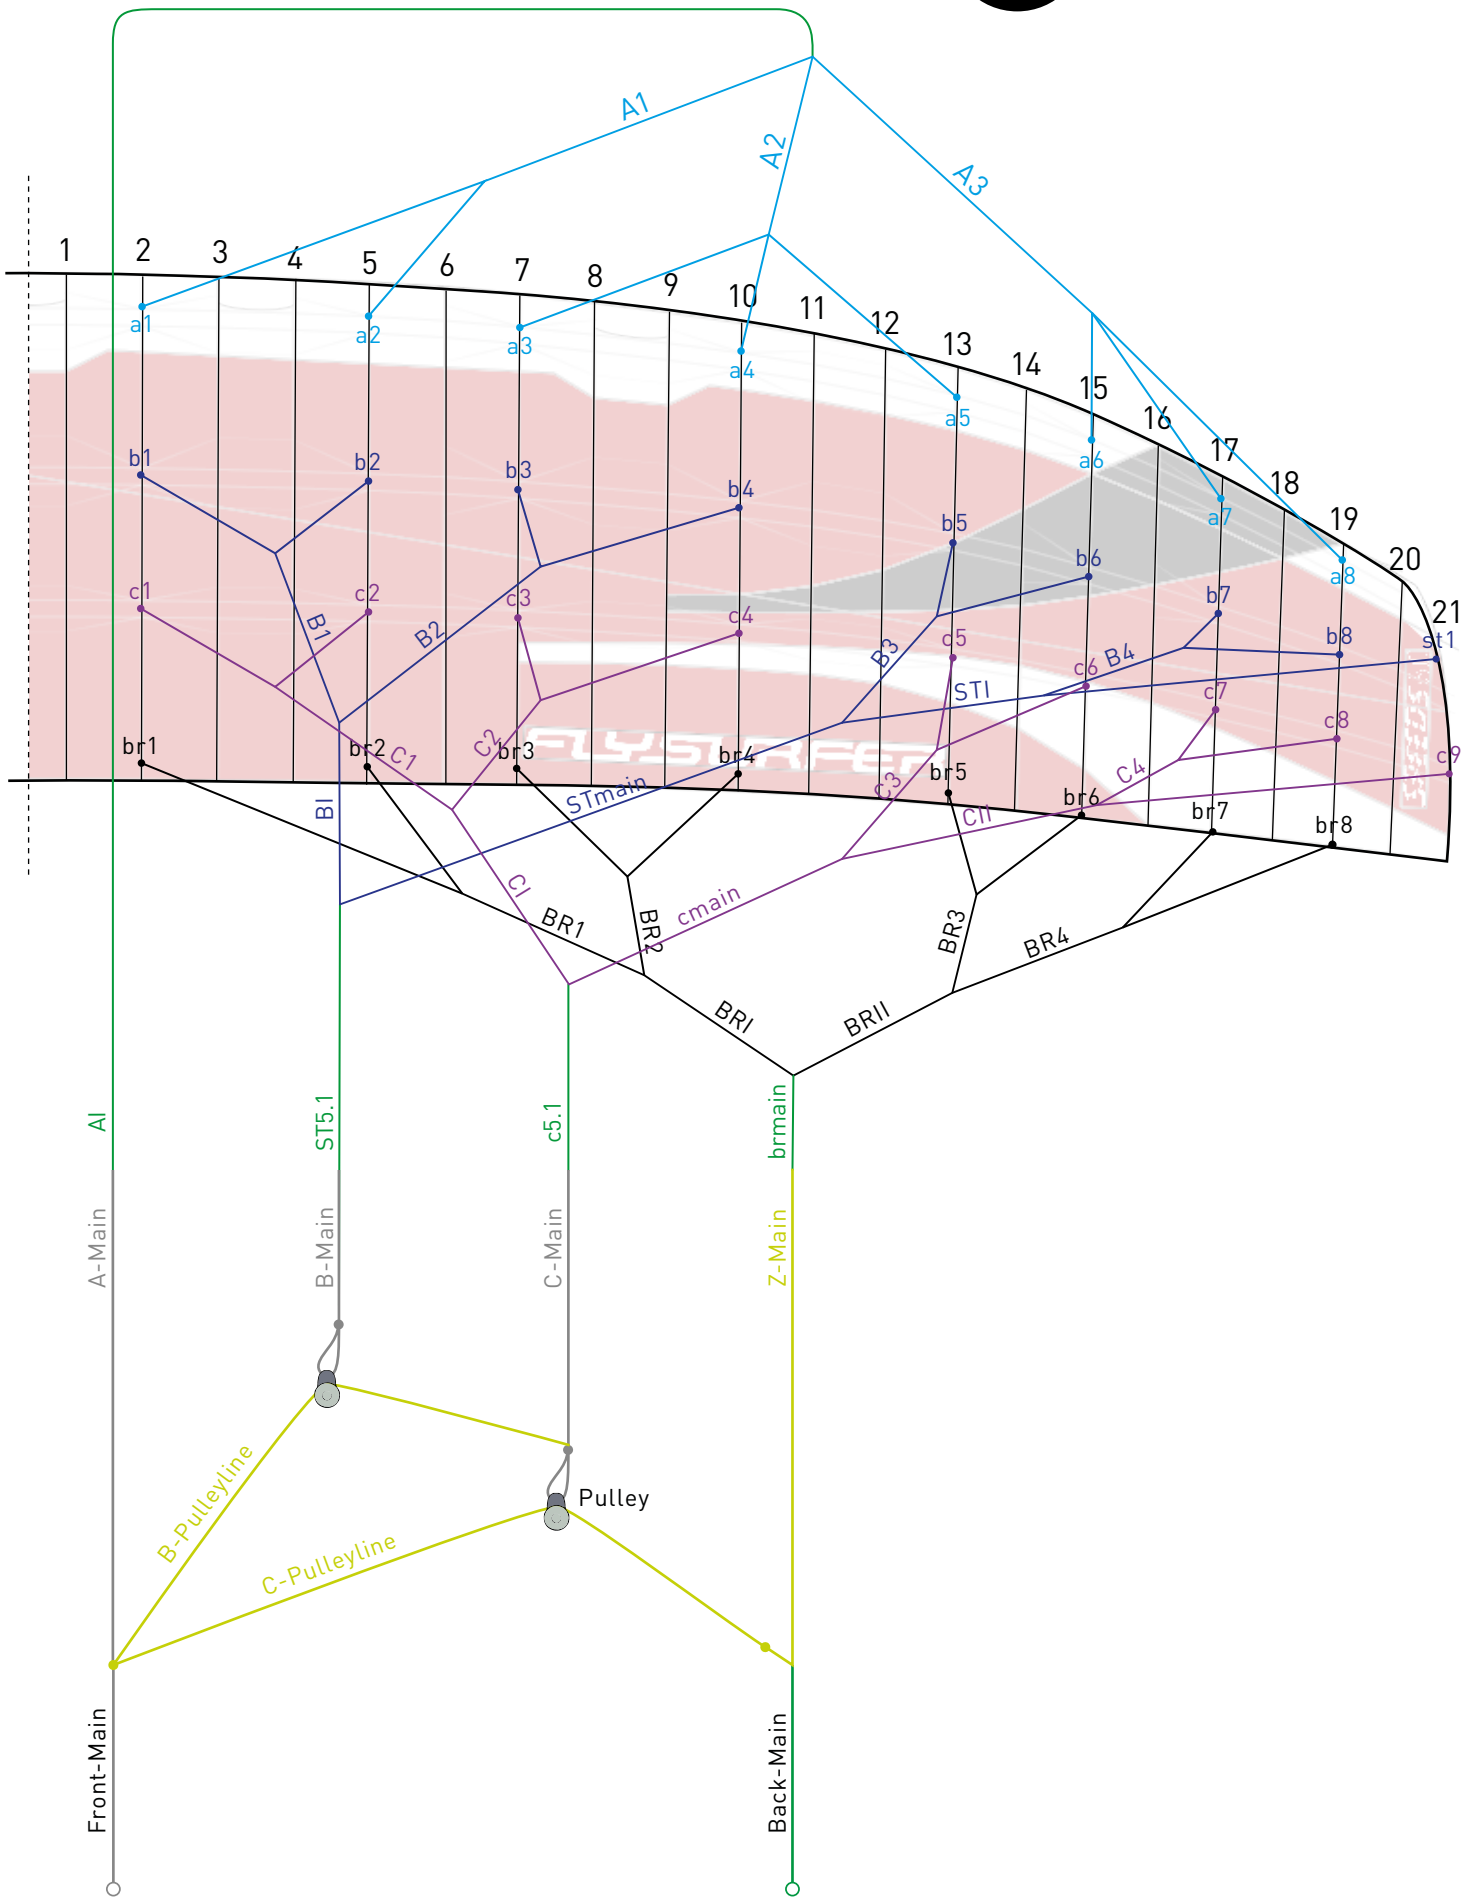 A1
A2
A3
1
2
3
4
5
6
7
8
9
10
11
12
13
14
15
16
17
18
19
20
21
a1
a2
a3
a4
a5
a6
a7
a8
b1
b2
b3
b4
b5
b6
b7
b8
st1
c1
c2
c3
c4
c5
c6
c7
c8
c9
B1
B2
B3
B4
STI
C1
C2
C3
C4
CII
br1
br2
br3
br4
br5
br6
br7
br8
FLYSURFER
BI
STmain
CI
cmain
BR1
BR2
BR3
BR4
BRI
BRII
AI
ST5.1
c5.1
brmain
A-Main
B-Main
C-Main
Z-Main
Pulley
B-Pulleyline
C-Pulleyline
Front-Main
Back-Main